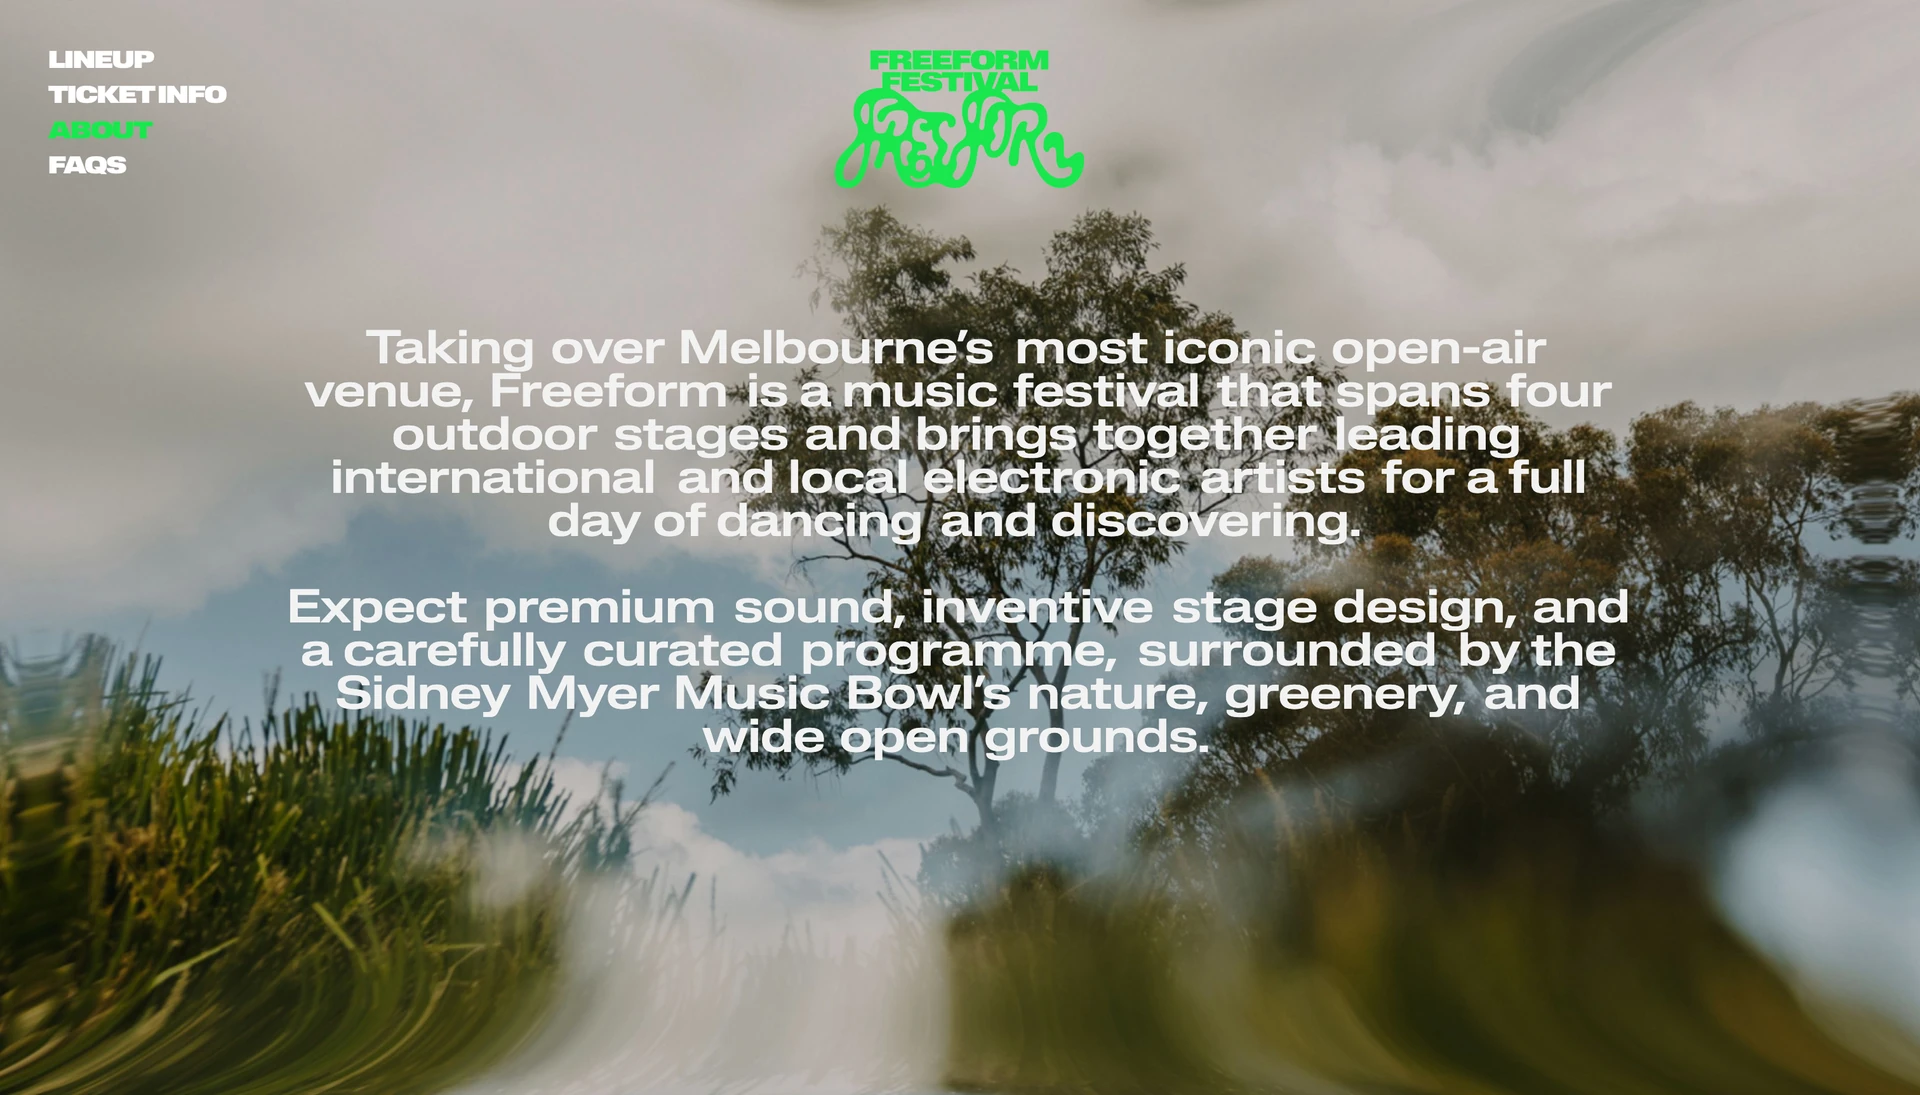 LINEUP
TICKET INFO
ABOUT
FAQS
FREEFORM
FESTIVAL
FREEFORM
Taking over Melbourne’s most iconic open-air
venue, Freeform is a music festival that spans four
outdoor stages and brings together leading
international and local electronic artists for a full
day of dancing and discovering.
Expect premium sound, inventive stage design, and
a carefully curated programme, surrounded by the
Sidney Myer Music Bowl’s nature, greenery, and
wide open grounds.